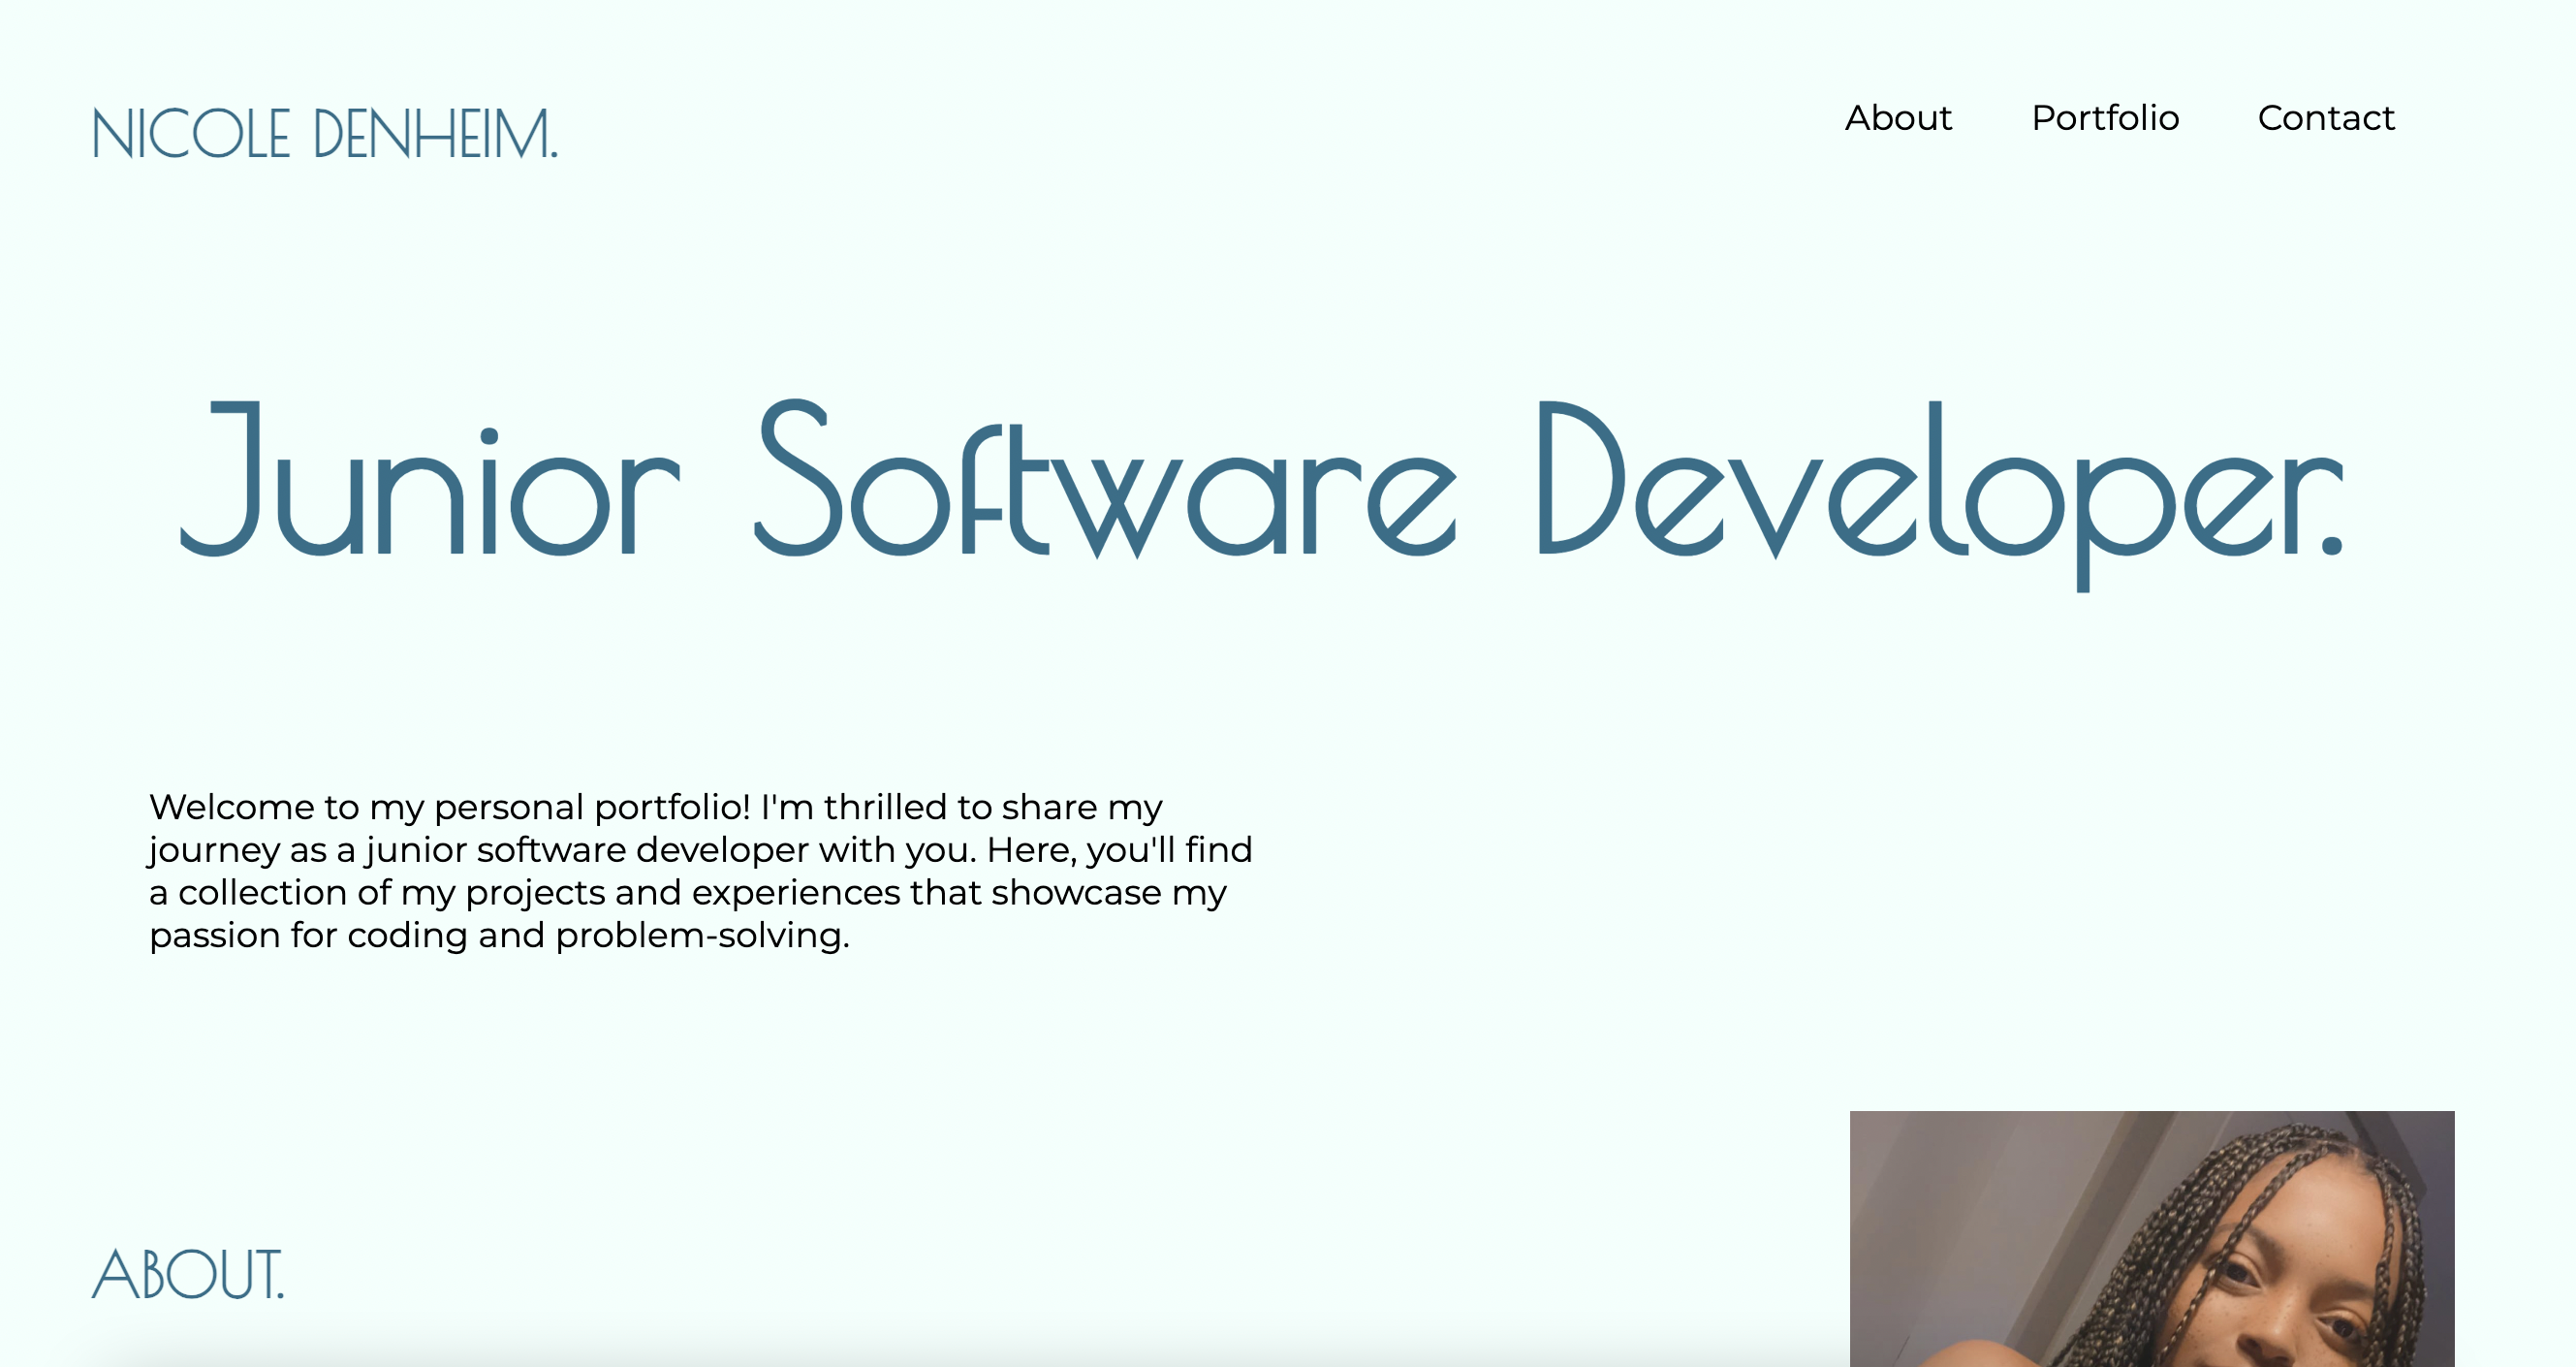 NICOLE DENHEIM.
About Portfolio Contact
Junior Software Developer.
Welcome to my personal portfolio! I'm thrilled to share my
journey as a junior software developer with you. Here, you'll find
a collection of my projects and experiences that showcase my
passion for coding and problem-solving.
ABOUT.